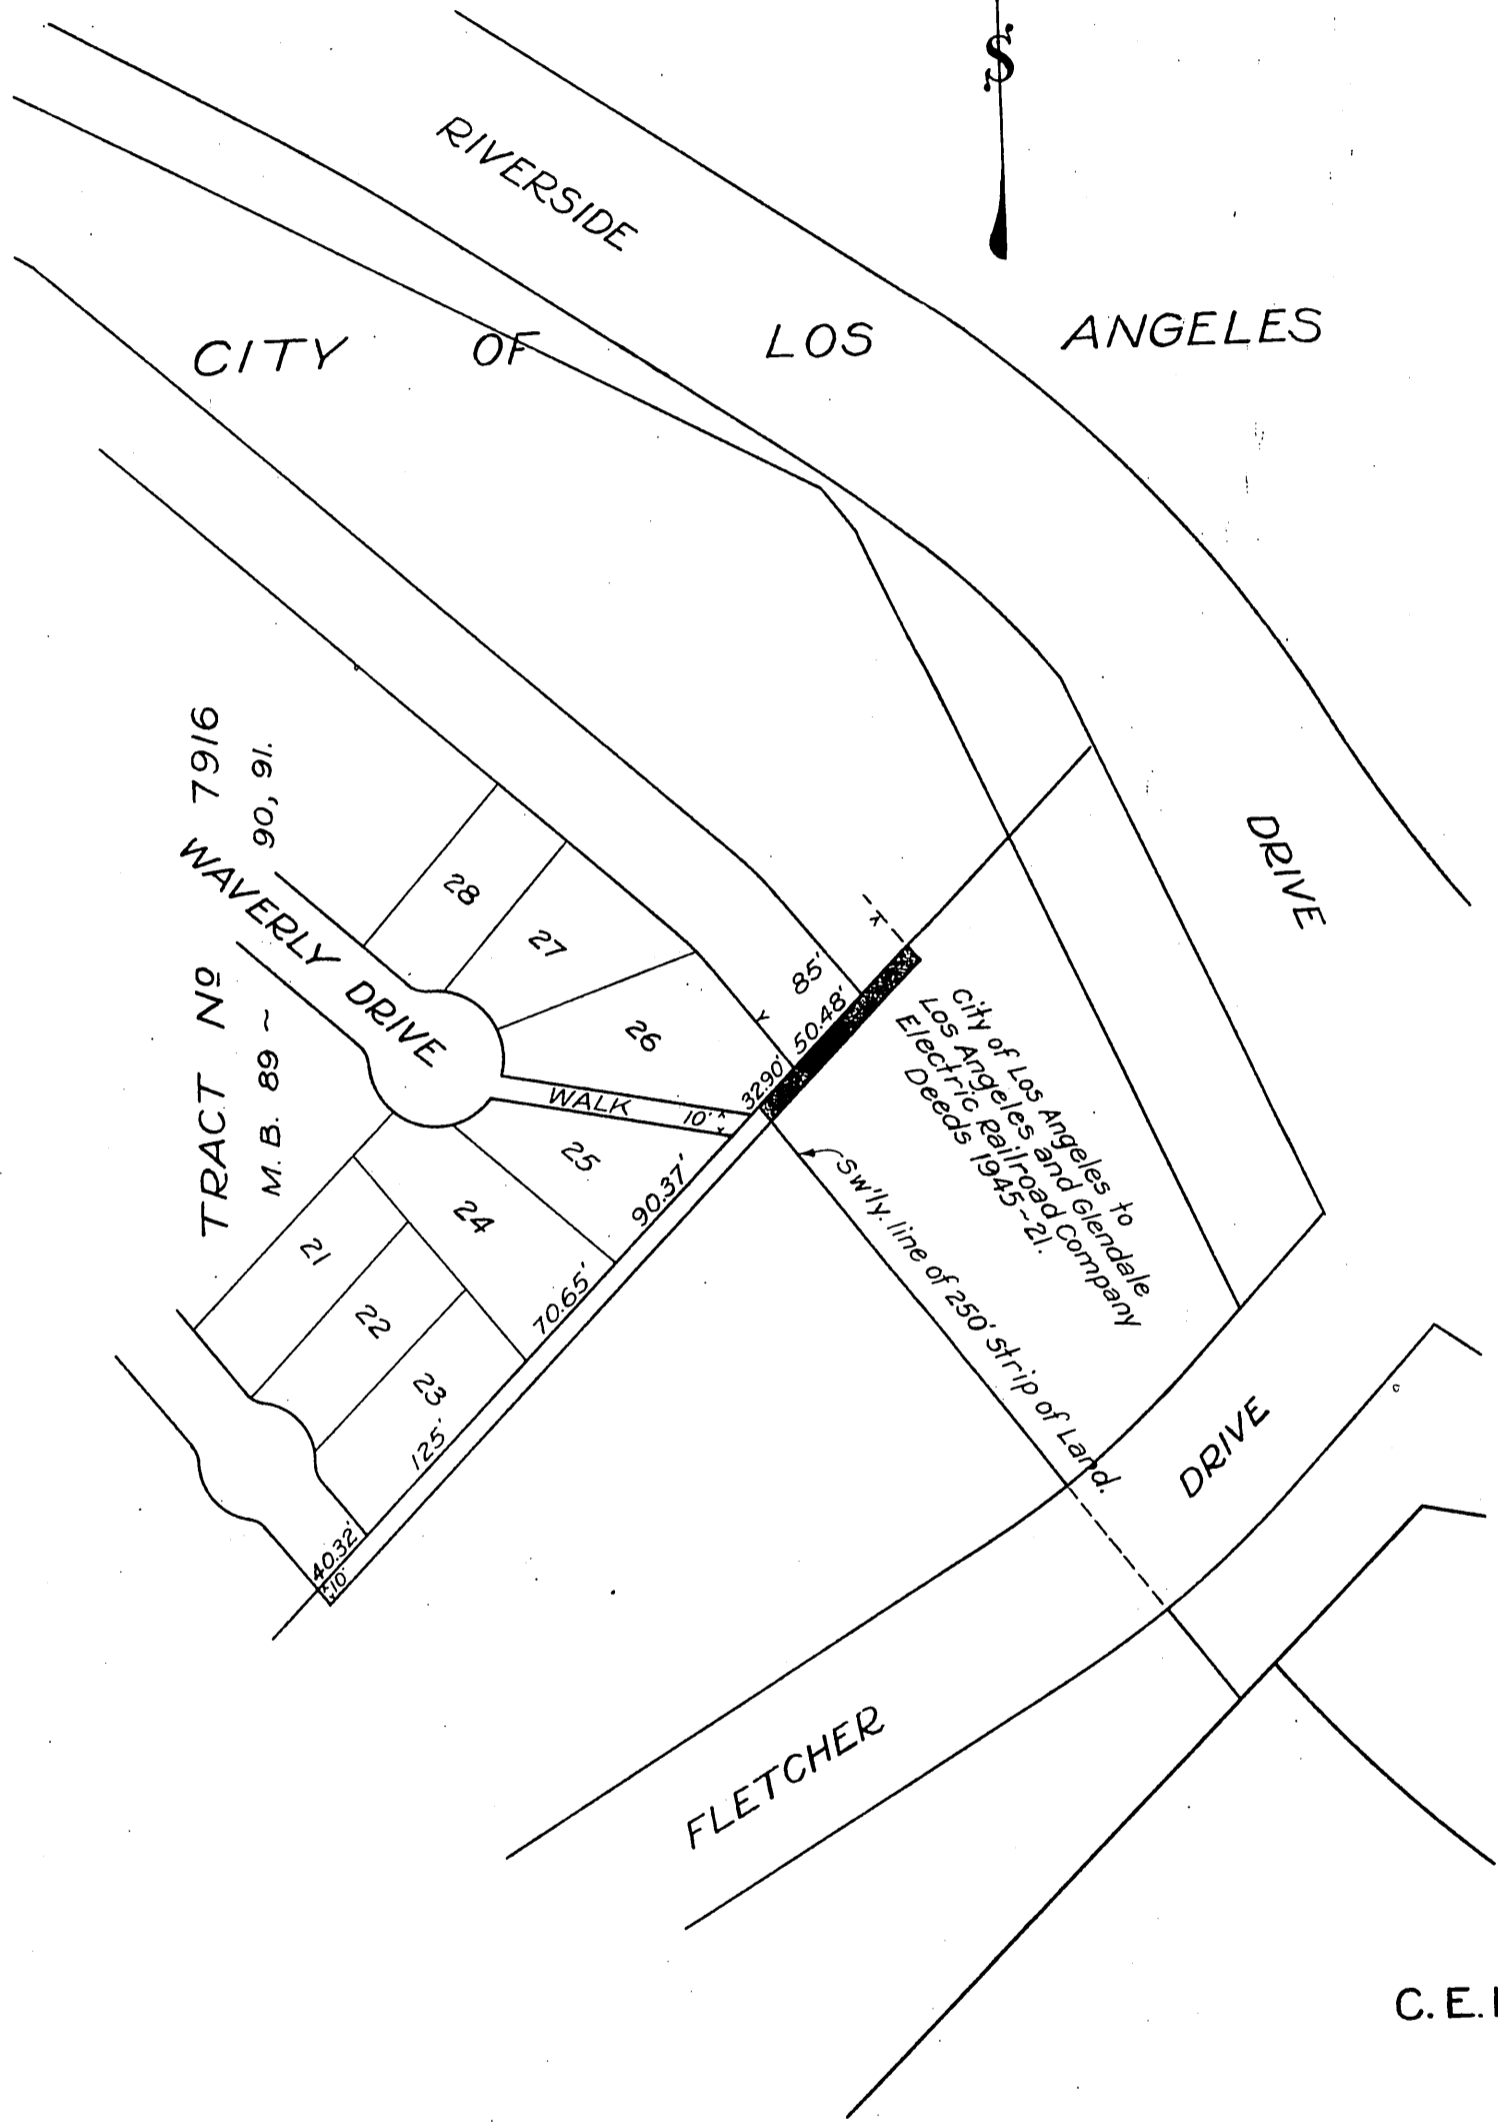 S
RIVERSIDE
CITY OF LOS ANGELES
TRACT Nº 7916
M. B. 89 ~ 90, 91.
WAVERLY DRIVE
28
27
26
WALK
10'
25
24
21
22
23
85'
50.48'
32.90'
90.37'
70.65'
125'
40.32'
10'
City of Los Angeles to
Los Angeles and Glendale
Electric Railroad Company
Deeds 1945~21.
Sw'ly. line of 250' strip of Land.
DRIVE
DRIVE
FLETCHER
C. E.